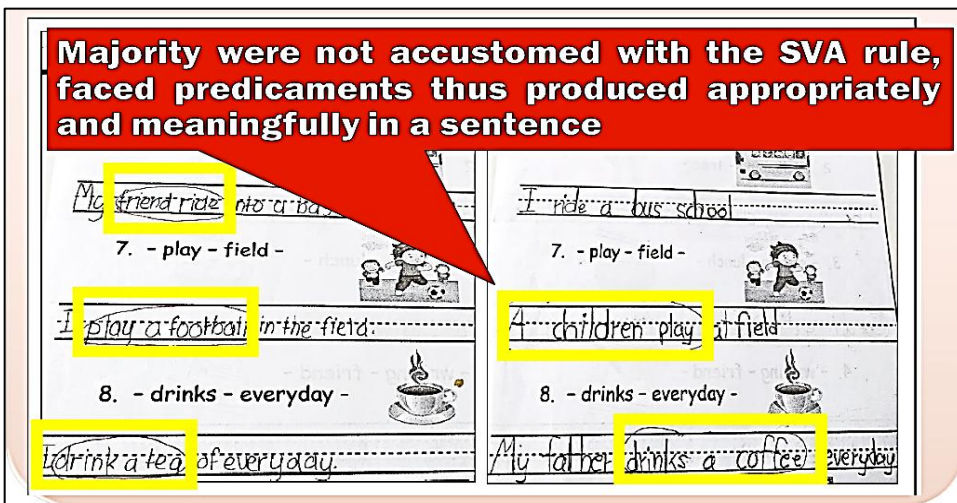 Majority were not accustomed with the SVA rule,
faced predicaments thus produced appropriately
and meaningfully in a sentence
My friend ride into a
7. - play - field -
I play a football in the field.
8. - drinks - everyday -
I drink a tea of everyday.
I ride a bus school
7. - play - field -
A children play at field
8. - drinks - everyday -
My father drinks a coffee everyday